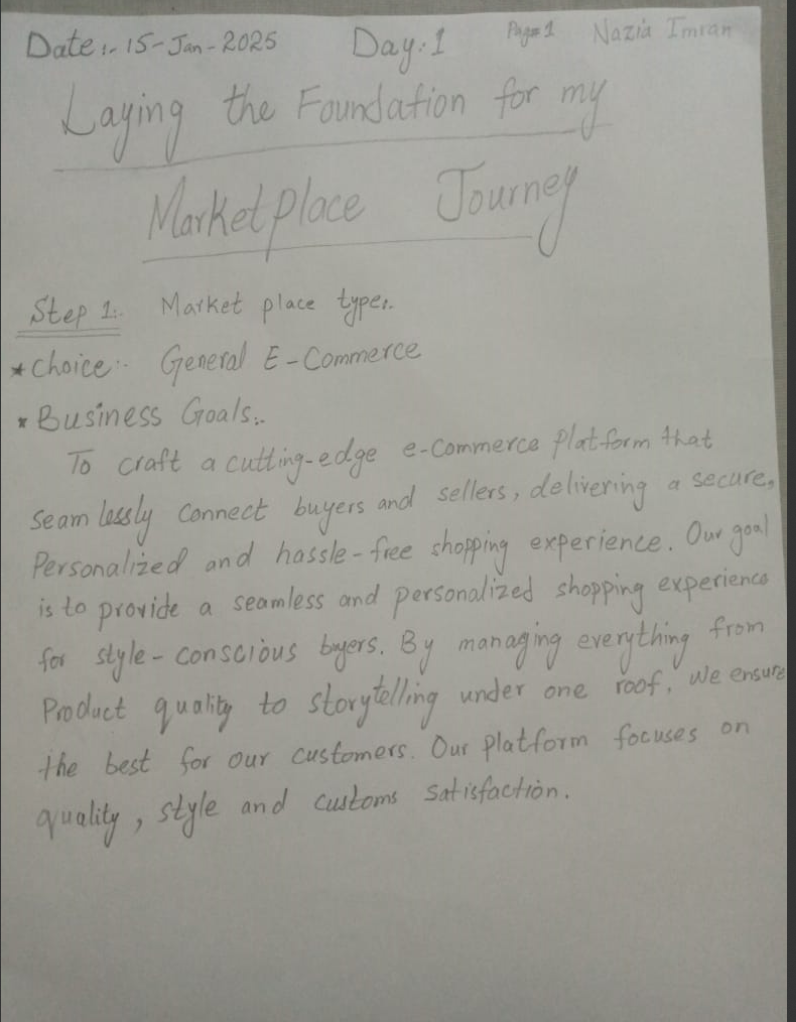 Date:- 15-Jan-2025 Day:1 Page 1 Nazia Imran
Laying the Foundation for my
Marketplace Journey
Step 1:. Market place type:.
* Choice:- General E-Commerce
* Business Goals:.
To craft a cutting-edge e-commerce platform that
seamlessly connect buyers and sellers, delivering a secure,
Personalized and hassle-free shopping experience. Our goal
is to provide a seamless and personalized shopping experience
for style-conscious byers. By managing everything from
Product quality to storytelling under one roof, we ensure
the best for our customers. Our platform focuses on
quality, style and customs satisfaction.